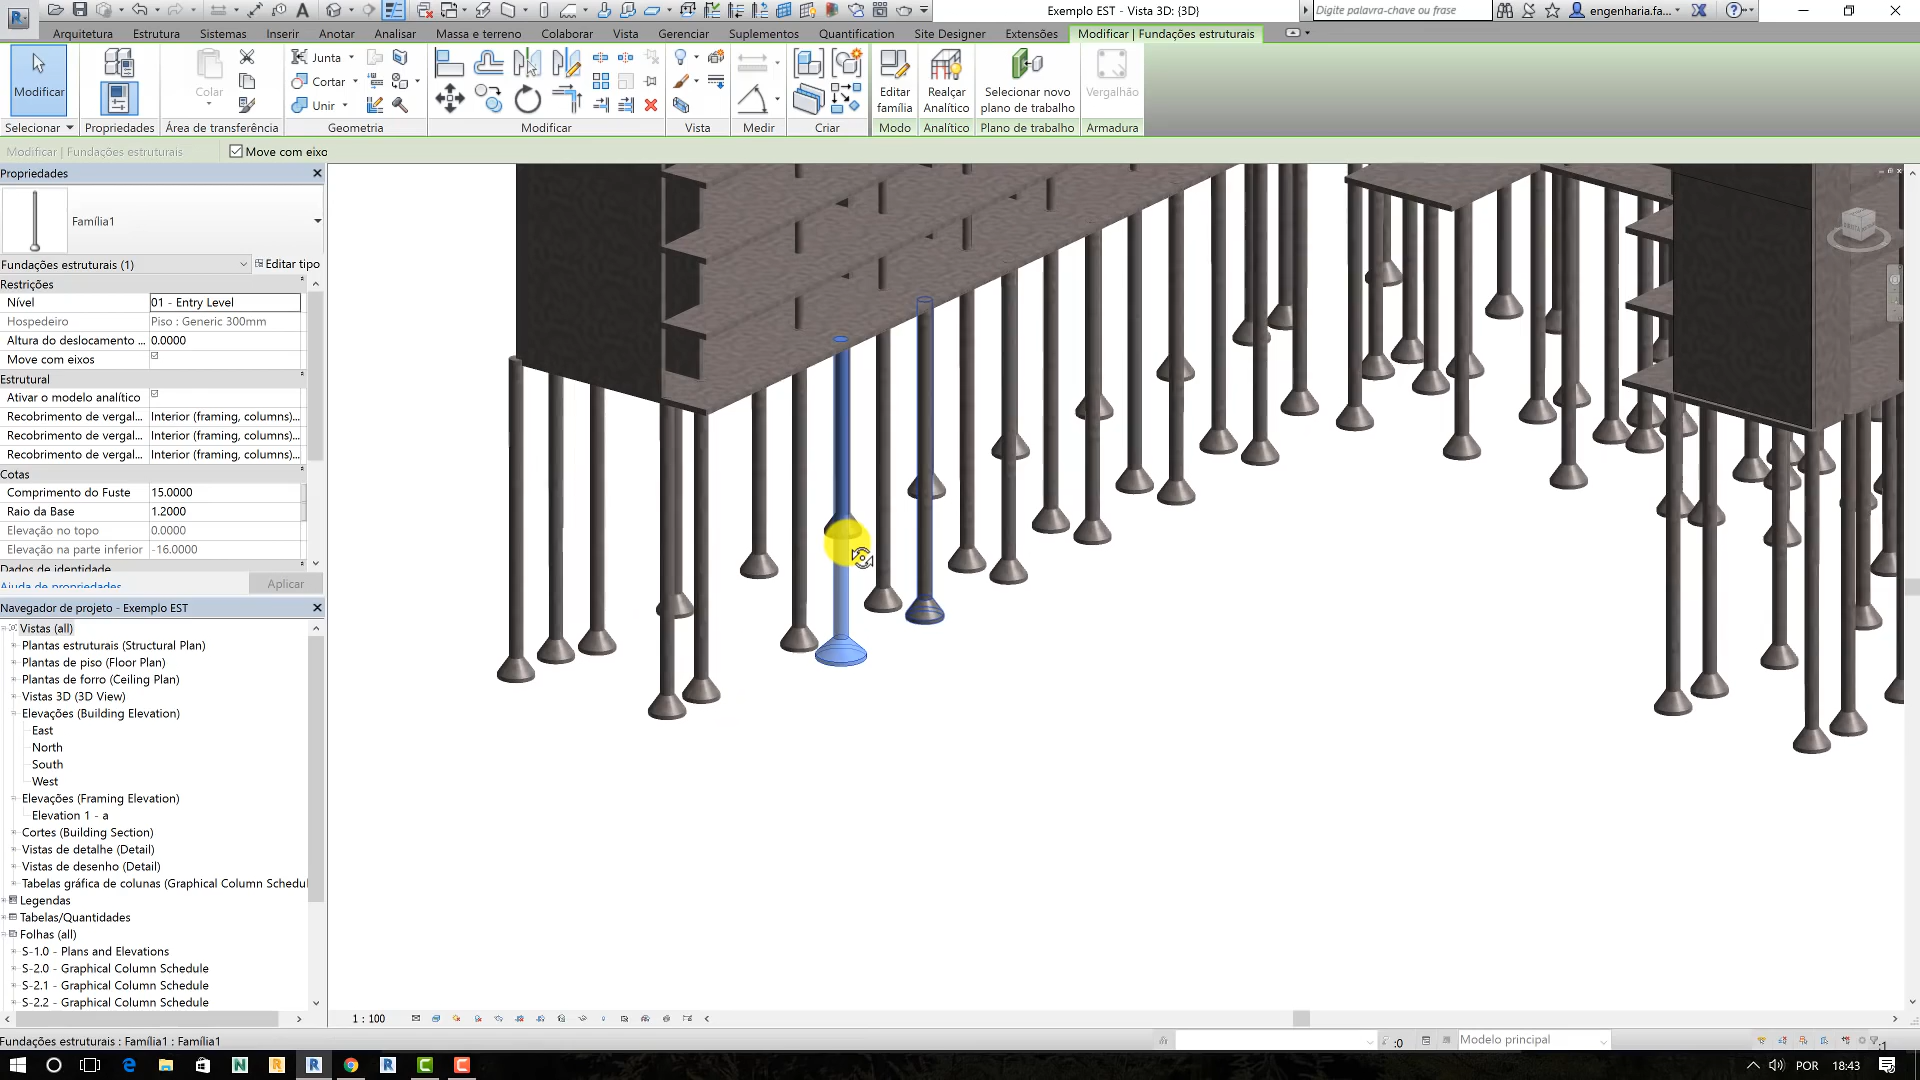 Exemplo EST - Vista 3D: {3D}
Digite palavra-chave ou frase
engenharia.fa...
Arquitetura Estrutura Sistemas Inserir Anotar Analisar Massa e terreno Colaborar Vista Gerenciar Suplementos Quantification Site Designer Extensões Modificar | Fundações estruturais
Modificar
Colar
Junta
Cortar
Unir
Editar família
Realçar Analítico
Selecionar novo plano de trabalho
Vergalhão
Selecionar Propriedades Área de transferência Geometria Modificar Vista Medir Criar Modo Analítico Plano de trabalho Armadura
Modificar | Fundações estruturais Move com eixo
Propriedades
Família1
Fundações estruturais (1) Editar tipo
Restrições
Nível 01 - Entry Level
Hospedeiro Piso : Generic 300mm
Altura do deslocamento ... 0.0000
Move com eixos
Estrutural
Ativar o modelo analítico
Recobrimento de vergal... Interior (framing, columns)...
Recobrimento de vergal... Interior (framing, columns)...
Recobrimento de vergal... Interior (framing, columns)...
Cotas
Comprimento do Fuste 15.0000
Raio da Base 1.2000
Elevação no topo 0.0000
Elevação na parte inferior -16.0000
Dados de identidade
Ajuda de propriedades Aplicar
Navegador de projeto - Exemplo EST
Vistas (all)
Plantas estruturais (Structural Plan)
Plantas de piso (Floor Plan)
Plantas de forro (Ceiling Plan)
Vistas 3D (3D View)
Elevações (Building Elevation)
East
North
South
West
Elevações (Framing Elevation)
Elevation 1 - a
Cortes (Building Section)
Vistas de detalhe (Detail)
Vistas de desenho (Detail)
Tabelas gráfica de colunas (Graphical Column Schedul
Legendas
Tabelas/Quantidades
Folhas (all)
S-1.0 - Plans and Elevations
S-2.0 - Graphical Column Schedule
S-2.1 - Graphical Column Schedule
S-2.2 - Graphical Column Schedule
1 : 100
Fundações estruturais : Família1 : Família1
:0
Modelo principal
:1
POR 18:43